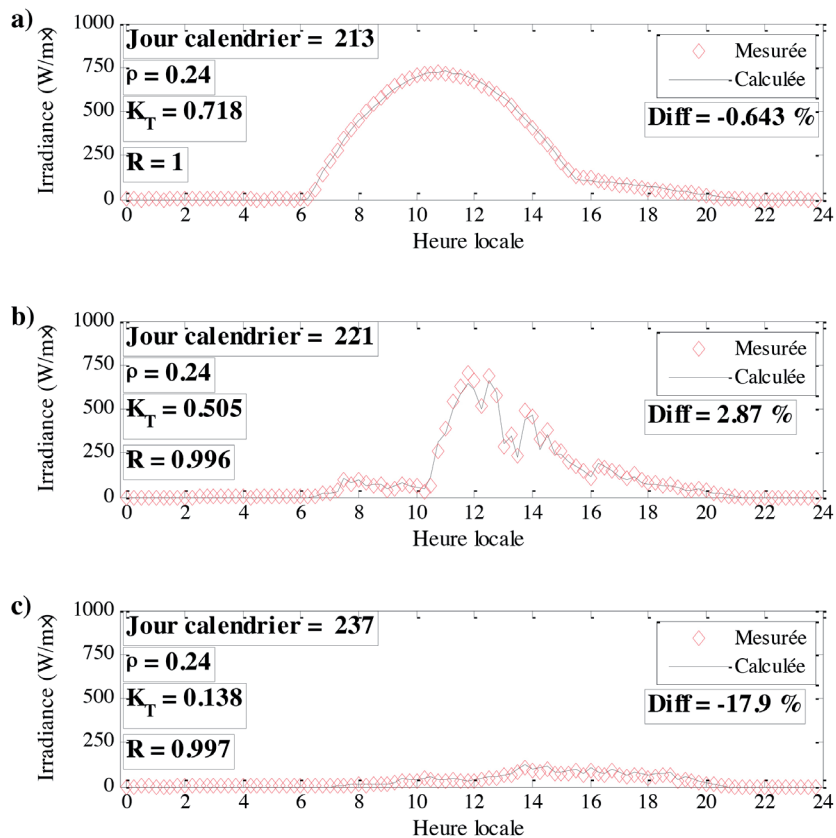 a)
Irradiance (W/m×)
1000
750
500
250
0
Jour calendrier = 213
ρ = 0.24
K_T = 0.718
R = 1
Mesurée
Calculée
Diff = -0.643 %
0 2 4 6 8 10 12 14 16 18 20 22 24
Heure locale
b)
Irradiance (W/m×)
1000
750
500
250
0
Jour calendrier = 221
ρ = 0.24
K_T = 0.505
R = 0.996
Mesurée
Calculée
Diff = 2.87 %
0 2 4 6 8 10 12 14 16 18 20 22 24
Heure locale
c)
Irradiance (W/m×)
1000
750
500
250
0
Jour calendrier = 237
ρ = 0.24
K_T = 0.138
R = 0.997
Mesurée
Calculée
Diff = -17.9 %
0 2 4 6 8 10 12 14 16 18 20 22 24
Heure locale